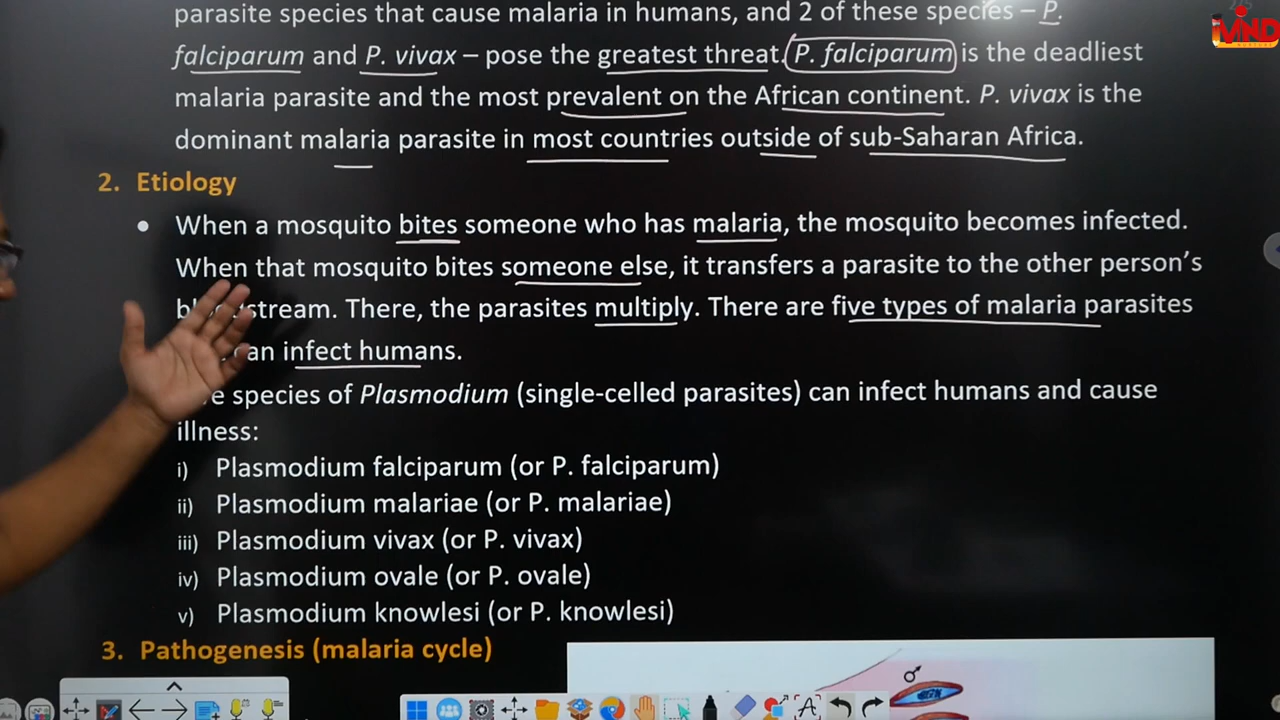 parasite species that cause malaria in humans, and 2 of these species – P.
falciparum and P. vivax – pose the greatest threat. P. falciparum is the deadliest
malaria parasite and the most prevalent on the African continent. P. vivax is the
dominant malaria parasite in most countries outside of sub-Saharan Africa.
2. Etiology
• When a mosquito bites someone who has malaria, the mosquito becomes infected.
When that mosquito bites someone else, it transfers a parasite to the other person's
stream. There, the parasites multiply. There are five types of malaria parasites
an infect humans.
species of Plasmodium (single-celled parasites) can infect humans and cause
illness:
i) Plasmodium falciparum (or P. falciparum)
ii) Plasmodium malariae (or P. malariae)
iii) Plasmodium vivax (or P. vivax)
iv) Plasmodium ovale (or P. ovale)
v) Plasmodium knowlesi (or P. knowlesi)
3. Pathogenesis (malaria cycle)